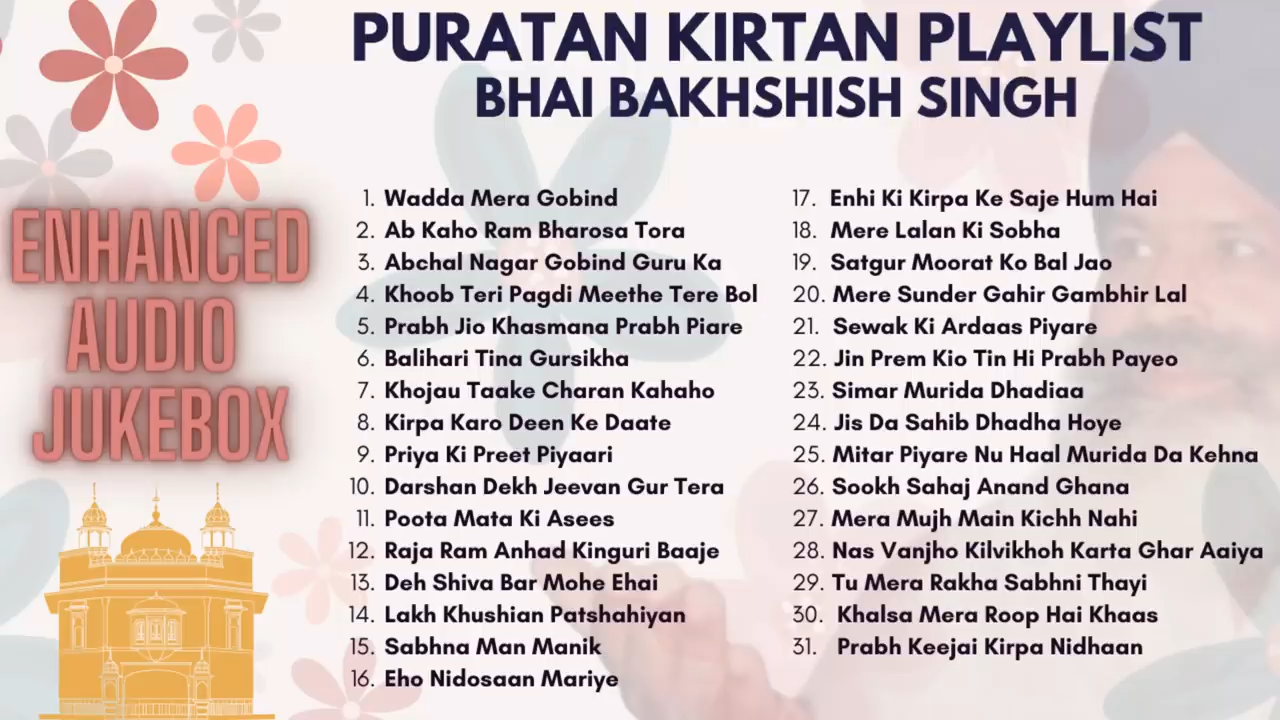 PURATAN KIRTAN PLAYLIST
BHAI BAKHSHISH SINGH
ENHANCED
AUDIO
JUKEBOX
1. Wadda Mera Gobind
2. Ab Kaho Ram Bharosa Tora
3. Abchal Nagar Gobind Guru Ka
4. Khoob Teri Pagdi Meethe Tere Bol
5. Prabh Jio Khasmana Prabh Piare
6. Balihari Tina Gursikha
7. Khojau Taake Charan Kahaho
8. Kirpa Karo Deen Ke Daate
9. Priya Ki Preet Piyaari
10. Darshan Dekh Jeevan Gur Tera
11. Poota Mata Ki Asees
12. Raja Ram Anhad Kinguri Baaje
13. Deh Shiva Bar Mohe Ehai
14. Lakh Khushian Patshahiyan
15. Sabhna Man Manik
16. Eho Nidosaan Mariye
17. Enhi Ki Kirpa Ke Saje Hum Hai
18. Mere Lalan Ki Sobha
19. Satgur Moorat Ko Bal Jao
20. Mere Sunder Gahir Gambhir Lal
21. Sewak Ki Ardaas Piyare
22. Jin Prem Kio Tin Hi Prabh Payeo
23. Simar Murida Dhadiaa
24. Jis Da Sahib Dhadha Hoye
25. Mitar Piyare Nu Haal Murida Da Kehna
26. Sookh Sahaj Anand Ghana
27. Mera Mujh Main Kichh Nahi
28. Nas Vanjho Kilvikhoh Karta Ghar Aaiya
29. Tu Mera Rakha Sabhni Thayi
30. Khalsa Mera Roop Hai Khaas
31. Prabh Keejai Kirpa Nidhaan